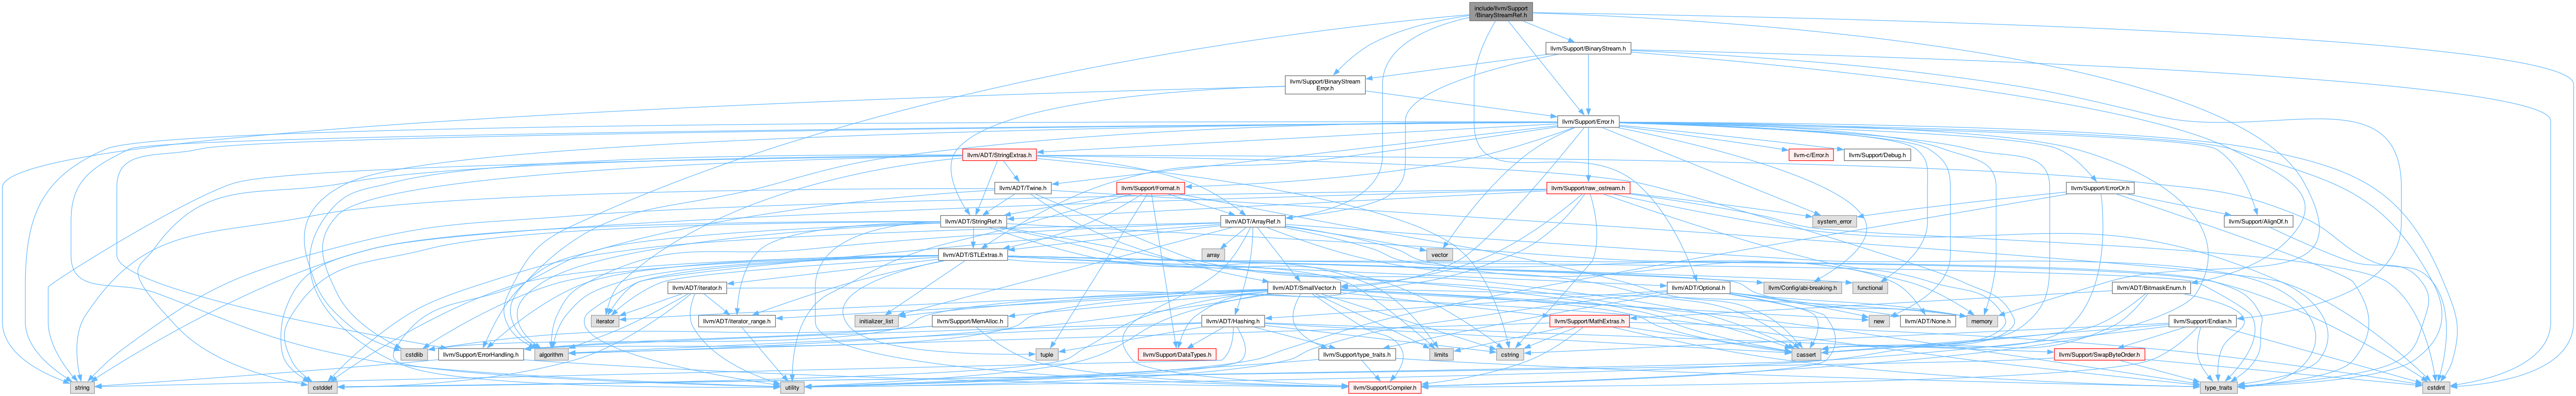 include/llvm/Support
/BinaryStreamRef.h
llvm/Support/BinaryStream.h
llvm/Support/BinaryStream
Error.h
llvm/Support/Error.h
llvm/ADT/StringExtras.h
llvm-c/Error.h
llvm/Support/Debug.h
llvm/ADT/Twine.h
llvm/Support/Format.h
llvm/Support/raw_ostream.h
llvm/Support/ErrorOr.h
llvm/ADT/StringRef.h
llvm/ADT/ArrayRef.h
system_error
llvm/Support/AlignOf.h
llvm/ADT/STLExtras.h
array
vector
llvm/ADT/iterator.h
llvm/ADT/SmallVector.h
llvm/ADT/Optional.h
llvm/Config/abi-breaking.h
functional
llvm/ADT/BitmaskEnum.h
iterator
llvm/ADT/iterator_range.h
initializer_list
llvm/Support/MemAlloc.h
llvm/ADT/Hashing.h
llvm/Support/MathExtras.h
new
llvm/ADT/None.h
memory
llvm/Support/Endian.h
cstdlib
llvm/Support/ErrorHandling.h
algorithm
tuple
llvm/Support/DataTypes.h
llvm/Support/type_traits.h
limits
cstring
cassert
llvm/Support/SwapByteOrder.h
string
cstddef
utility
llvm/Support/Compiler.h
type_traits
cstdint